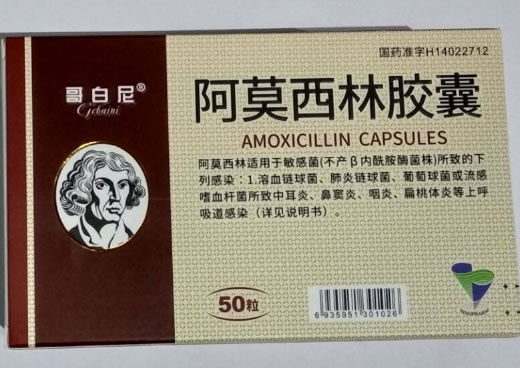 国药准字H14022712
哥白尼®
Gebaini
阿莫西林胶囊
AMOXICILLIN CAPSULES
阿莫西林适用于敏感菌(不产β内酰胺酶菌株)所致的下
列感染：1.溶血链球菌、肺炎链球菌、葡萄球菌或流感
嗜血杆菌所致中耳炎、鼻窦炎、咽炎、扁桃体炎等上呼
吸道感染（详见说明书）。
50粒
6 935951 301026